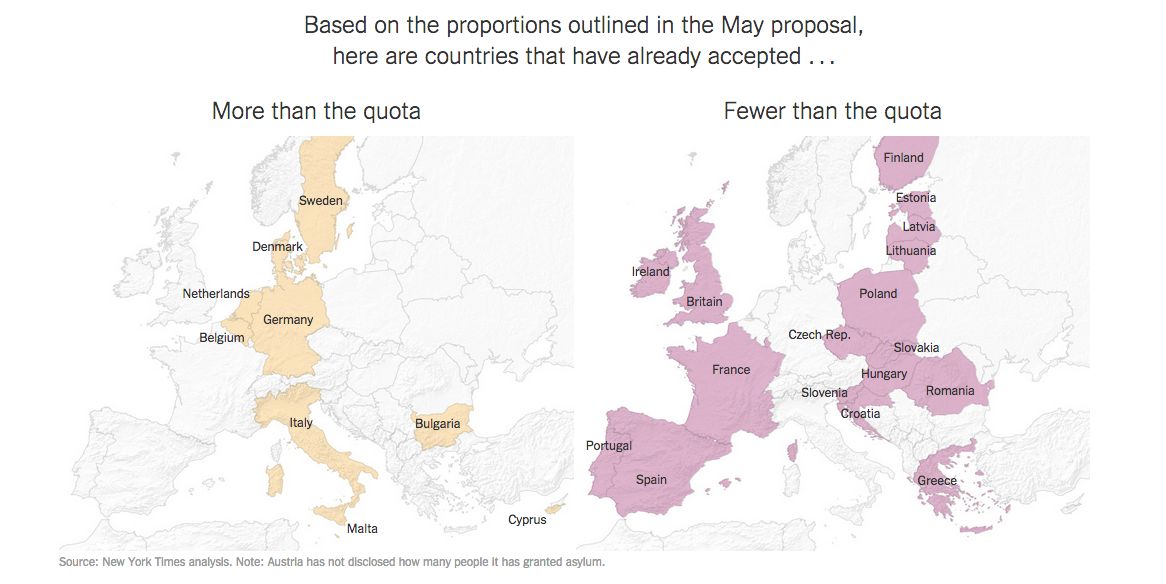 Based on the proportions outlined in the May proposal,
here are countries that have already accepted . . .
More than the quota
Sweden
Denmark
Netherlands
Germany
Belgium
Italy
Bulgaria
Cyprus
Malta
Fewer than the quota
Finland
Estonia
Latvia
Lithuania
Ireland
Britain
Poland
Czech Rep.
Slovakia
France
Hungary
Slovenia
Romania
Croatia
Portugal
Spain
Greece
Source: New York Times analysis. Note: Austria has not disclosed how many people it has granted asylum.